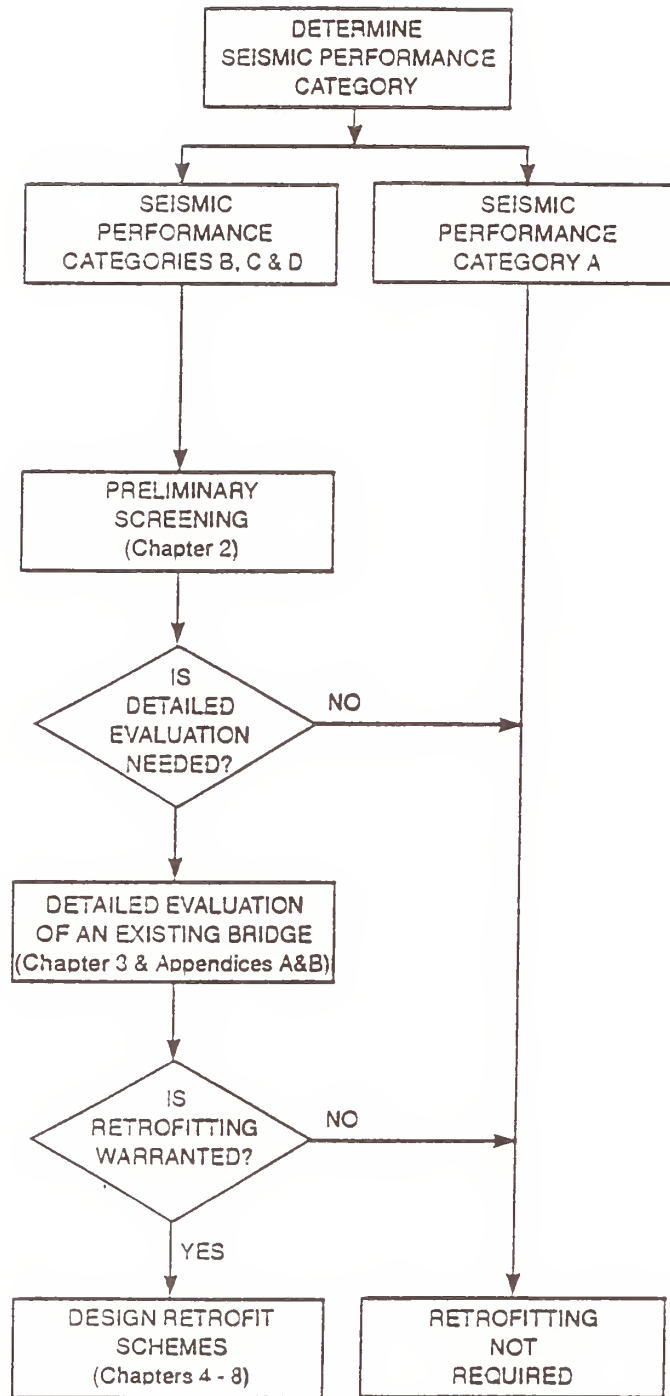 DETERMINE
SEISMIC PERFORMANCE
CATEGORY
SEISMIC
PERFORMANCE
CATEGORIES B, C & D
SEISMIC
PERFORMANCE
CATEGORY A
PRELIMINARY
SCREENING
(Chapter 2)
IS
DETAILED
EVALUATION
NEEDED?
NO
DETAILED EVALUATION
OF AN EXISTING BRIDGE
(Chapter 3 & Appendices A&B)
IS
RETROFITTING
WARRANTED?
NO
YES
DESIGN RETROFIT
SCHEMES
(Chapters 4 - 8)
RETROFITTING
NOT
REQUIRED